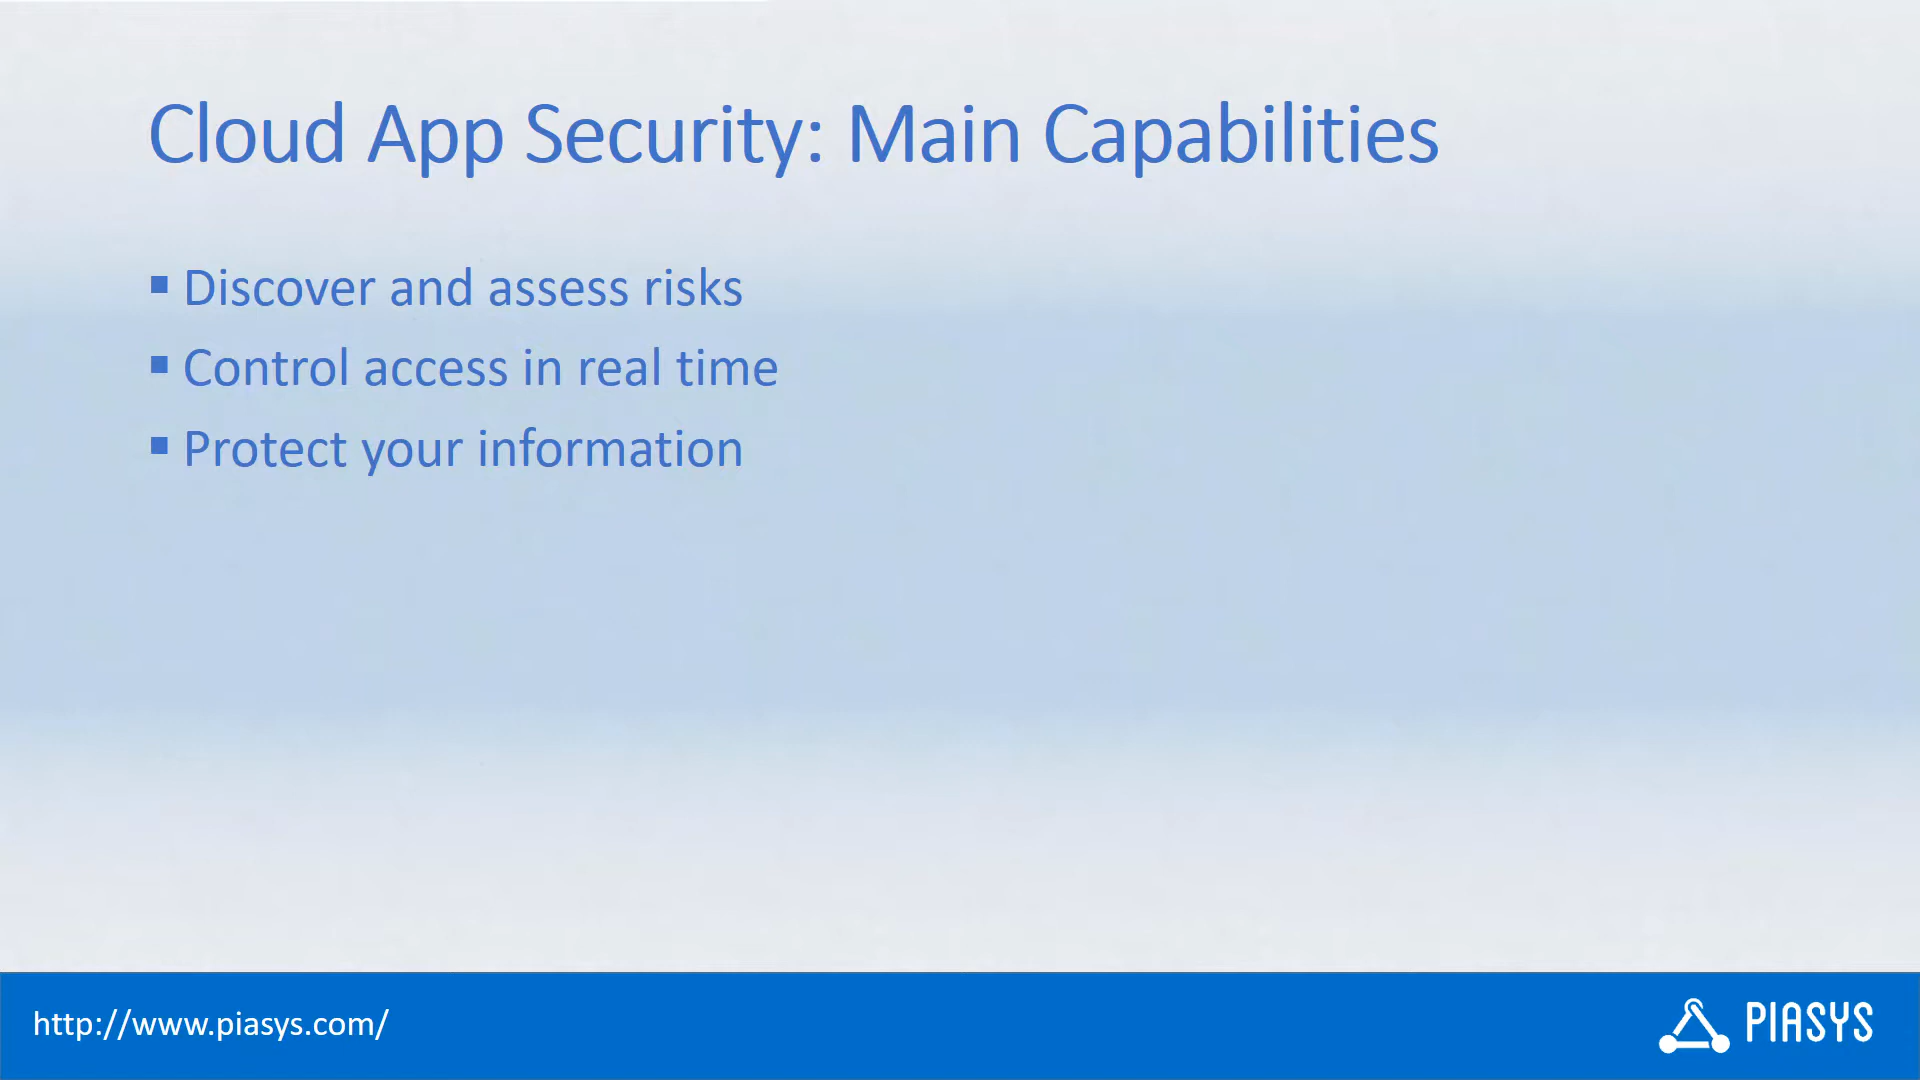 Cloud App Security: Main Capabilities
▪ Discover and assess risks
▪ Control access in real time
▪ Protect your information
http://www.piasys.com/
PIASYS